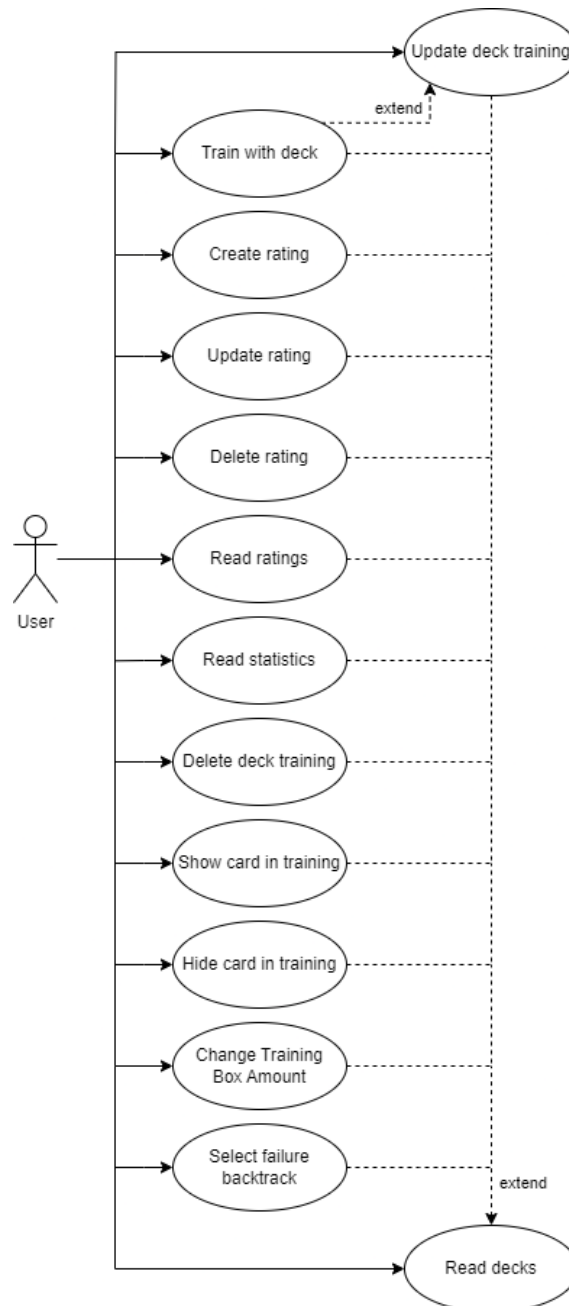 Update deck training
extend
Train with deck
Create rating
Update rating
Delete rating
Read ratings
User
Read statistics
Delete deck training
Show card in training
Hide card in training
Change Training
Box Amount
Select failure
backtrack
extend
Read decks